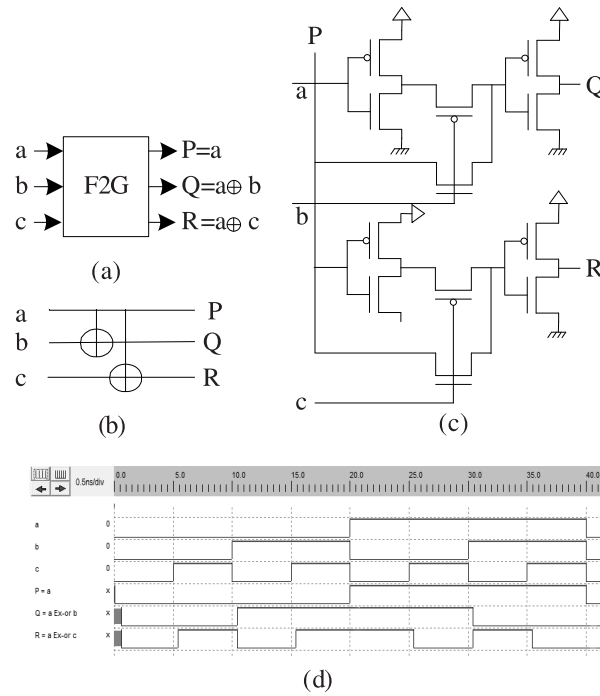 P
a
Q
b
R
c
(c)
a
b
c
F2G
P=a
Q=a⊕ b
R=a⊕ c
(a)
a
b
c
P
Q
R
(b)
0.5ns/div
0.0 5.0 10.0 15.0 20.0 25.0 30.0 35.0 40.0
a 0
b 0
c 0
P = a x
Q = a Ex-or b x
R = a Ex-or c x
(d)